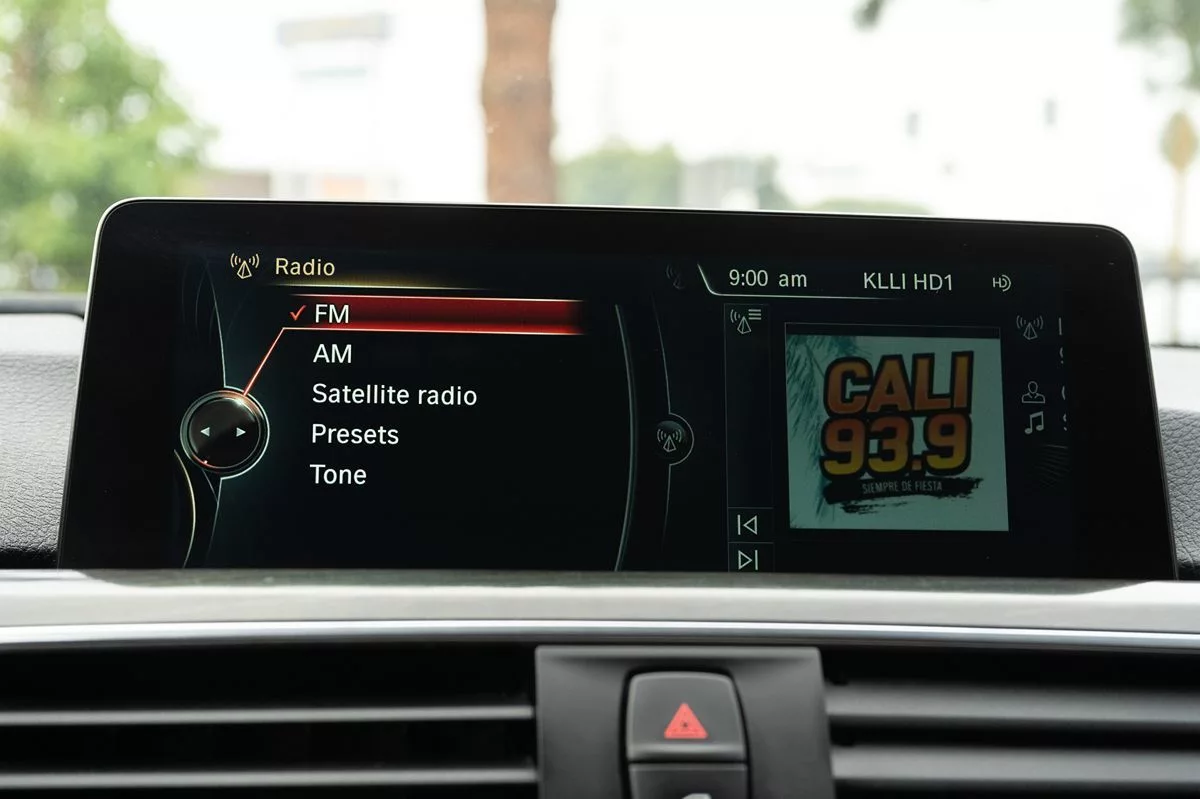 Radio
9:00 am KLLI HD1
FM
AM
Satellite radio
Presets
Tone
CALI
93.9
SIEMPRE DE FIESTA